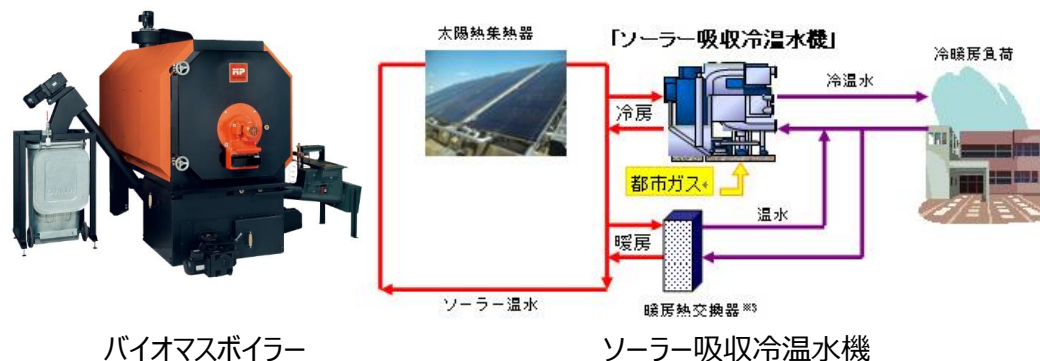 太陽熱集熱器
「ソーラー吸収冷温水機」
冷暖房負荷
冷温水
冷房
都市ガス*
温水
暖房
ソーラー温水
暖房熱交換器※3
バイオマスボイラー
ソーラー吸収冷温水機